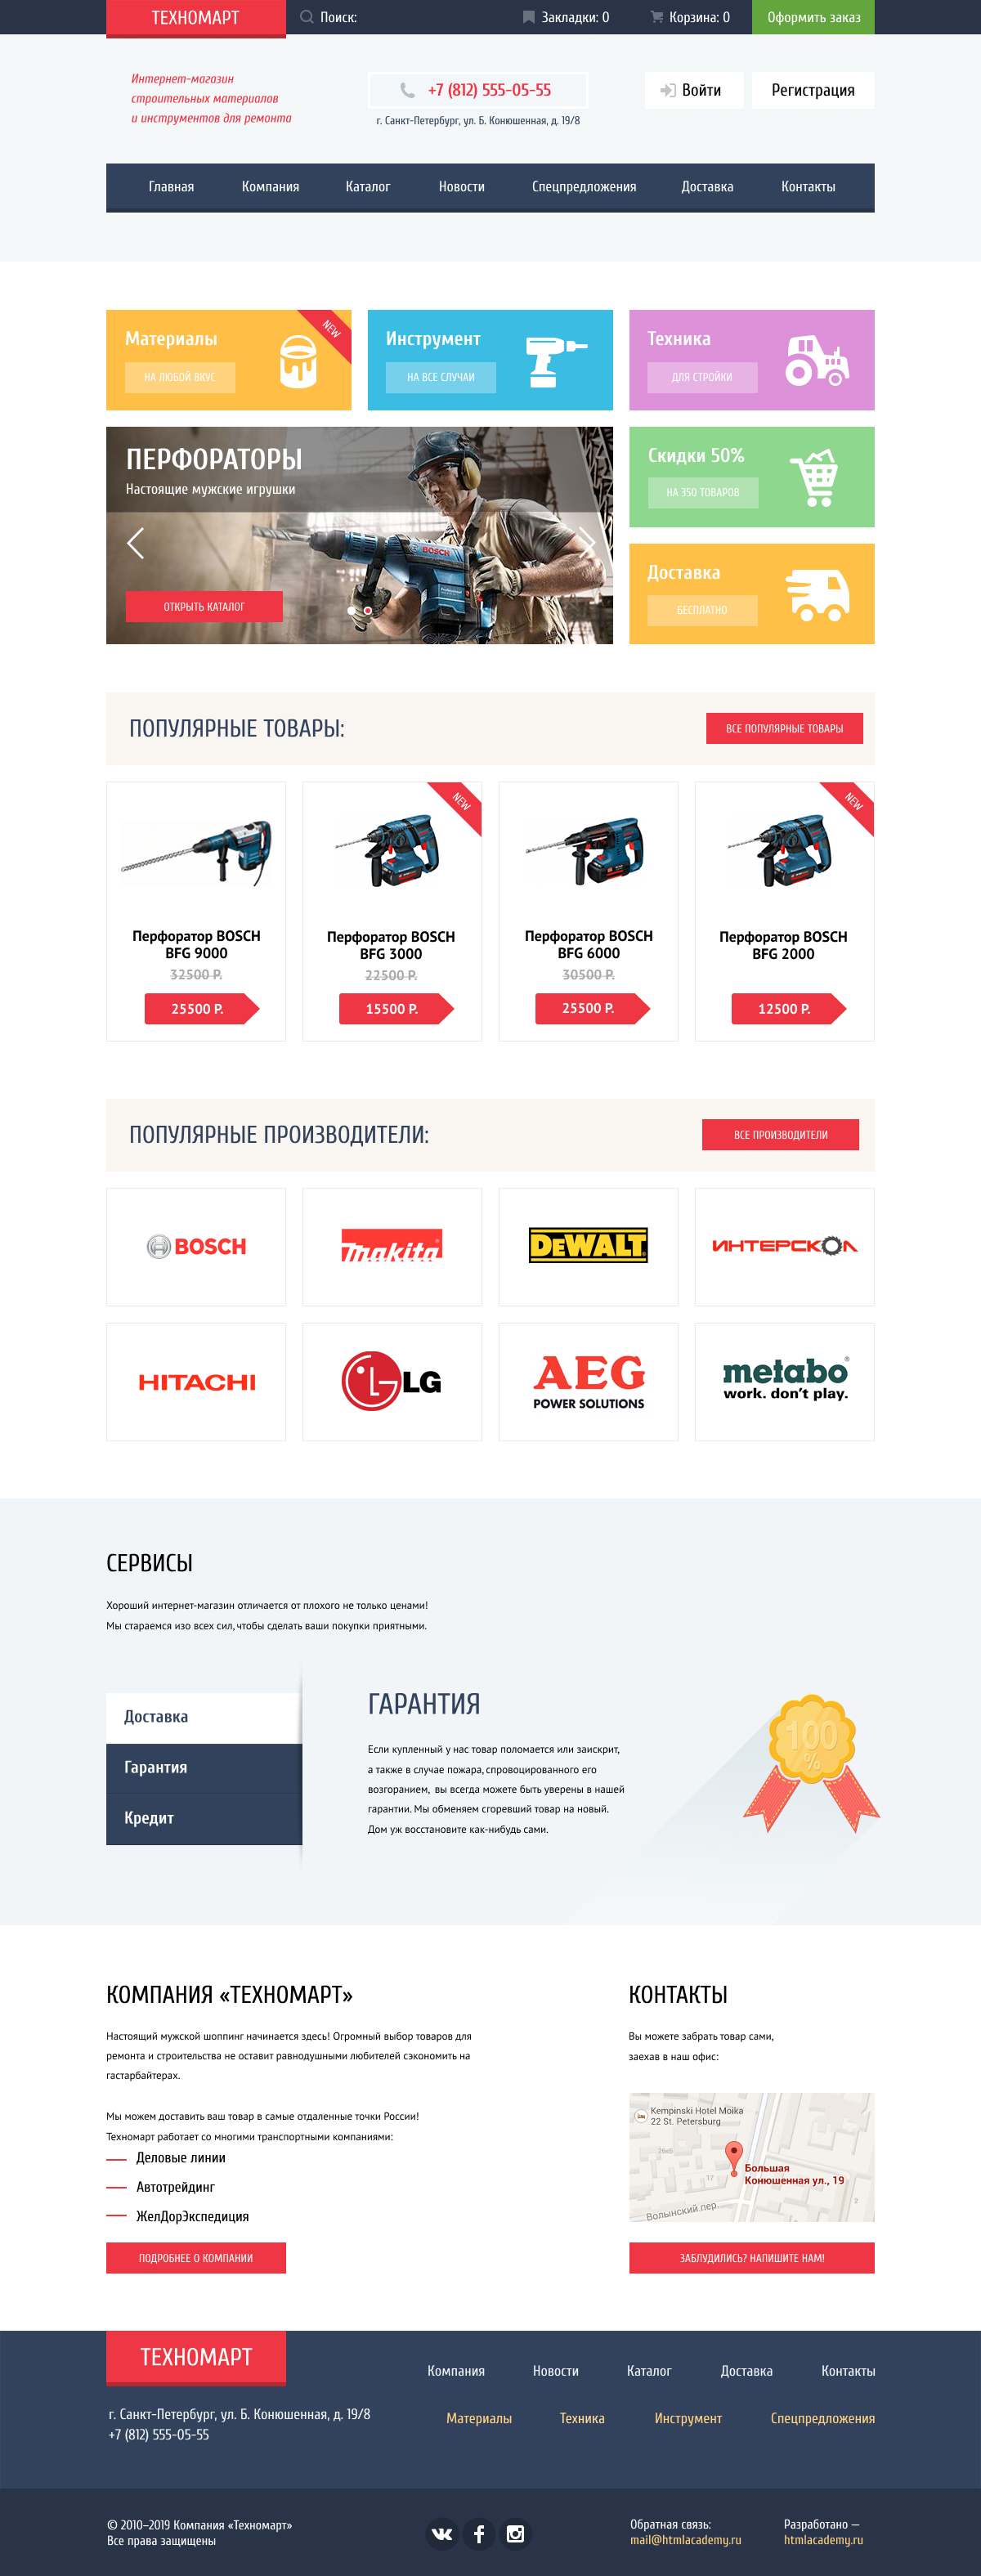 ТЕХНОМАРТ
Поиск:
Закладки: 0
Корзина: 0
Оформить заказ
Интернет-магазин
строительных материалов
и инструментов для ремонта
+7 (812) 555-05-55
г. Санкт-Петербург, ул. Б. Конюшенная, д. 19/8
Войти
Регистрация
Главная
Компания
Каталог
Новости
Спецпредложения
Доставка
Контакты
Материалы
НА ЛЮБОЙ ВКУС
NEW
Инструмент
НА ВСЕ СЛУЧАИ
Техника
ДЛЯ СТРОЙКИ
ПЕРФОРАТОРЫ
Настоящие мужские игрушки
BOSCH
ОТКРЫТЬ КАТАЛОГ
Скидки 50%
НА 350 ТОВАРОВ
Доставка
БЕСПЛАТНО
ПОПУЛЯРНЫЕ ТОВАРЫ:
ВСЕ ПОПУЛЯРНЫЕ ТОВАРЫ
Перфоратор BOSCH
BFG 9000
32500 Р.
25500 Р.
NEW
Перфоратор BOSCH
BFG 3000
22500 Р.
15500 Р.
Перфоратор BOSCH
BFG 6000
30500 Р.
25500 Р.
NEW
Перфоратор BOSCH
BFG 2000
12500 Р.
ПОПУЛЯРНЫЕ ПРОИЗВОДИТЕЛИ:
ВСЕ ПРОИЗВОДИТЕЛИ
BOSCH
makita
DEWALT
ИНТЕРСКОЛ
HITACHI
LG
AEG
POWER SOLUTIONS
metabo
work. don't play.
СЕРВИСЫ
Хороший интернет-магазин отличается от плохого не только ценами!
Мы стараемся изо всех сил, чтобы сделать ваши покупки приятными.
Доставка
Гарантия
Кредит
ГАРАНТИЯ
Если купленный у нас товар поломается или заискрит,
а также в случае пожара, спровоцированного его
возгоранием, вы всегда можете быть уверены в нашей
гарантии. Мы обменяем сгоревший товар на новый.
Дом уж восстановите как-нибудь сами.
100
%
КОМПАНИЯ «ТЕХНОМАРТ»
Настоящий мужской шоппинг начинается здесь! Огромный выбор товаров для
ремонта и строительства не оставит равнодушными любителей сэкономить на
гастарбайтерах.
Мы можем доставить ваш товар в самые отдаленные точки России!
Техномарт работает со многими транспортными компаниями:
Деловые линии
Автотрейдинг
ЖелДорЭкспедиция
ПОДРОБНЕЕ О КОМПАНИИ
КОНТАКТЫ
Вы можете забрать товар сами,
заехав в наш офис:
Kempinski Hotel Moika
22 St. Petersburg
17
2
Большая
Конюшенная ул., 19
Волынский пер.
ЗАБЛУДИЛИСЬ? НАПИШИТЕ НАМ!
ТЕХНОМАРТ
г. Санкт-Петербург, ул. Б. Конюшенная, д. 19/8
+7 (812) 555-05-55
Компания
Новости
Каталог
Доставка
Контакты
Материалы
Техника
Инструмент
Спецпредложения
© 2010–2019 Компания «Техномарт»
Все права защищены
Обратная связь:
mail@htmlacademy.ru
Разработано —
htmlacademy.ru